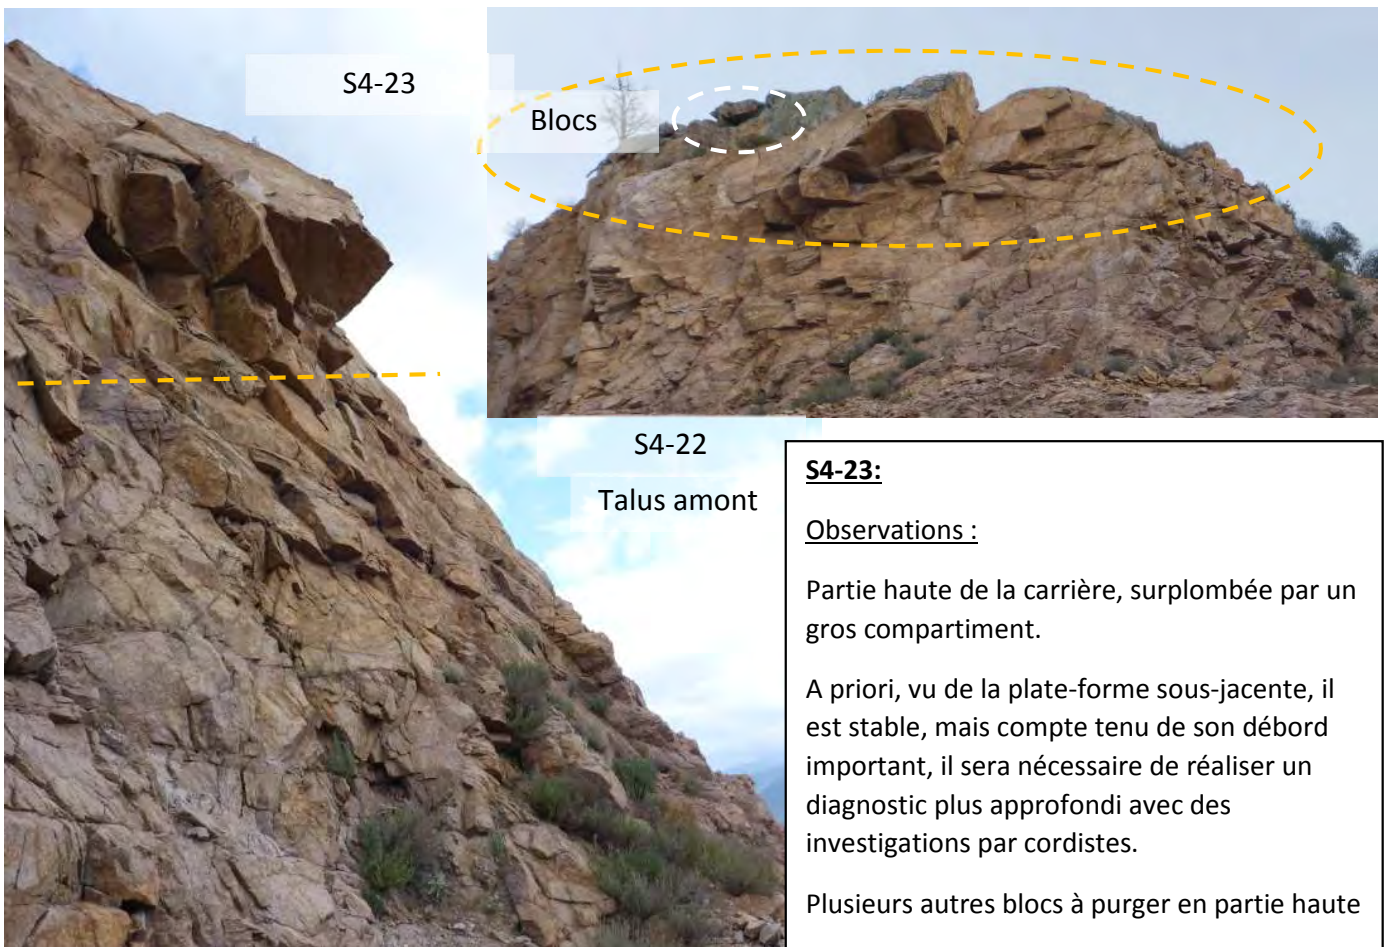 S4-23
Blocs
S4-22
Talus amont
S4-23:
Observations :
Partie haute de la carrière, surplombée par un
gros compartiment.
A priori, vu de la plate-forme sous-jacente, il
est stable, mais compte tenu de son débord
important, il sera nécessaire de réaliser un
diagnostic plus approfondi avec des
investigations par cordistes.
Plusieurs autres blocs à purger en partie haute